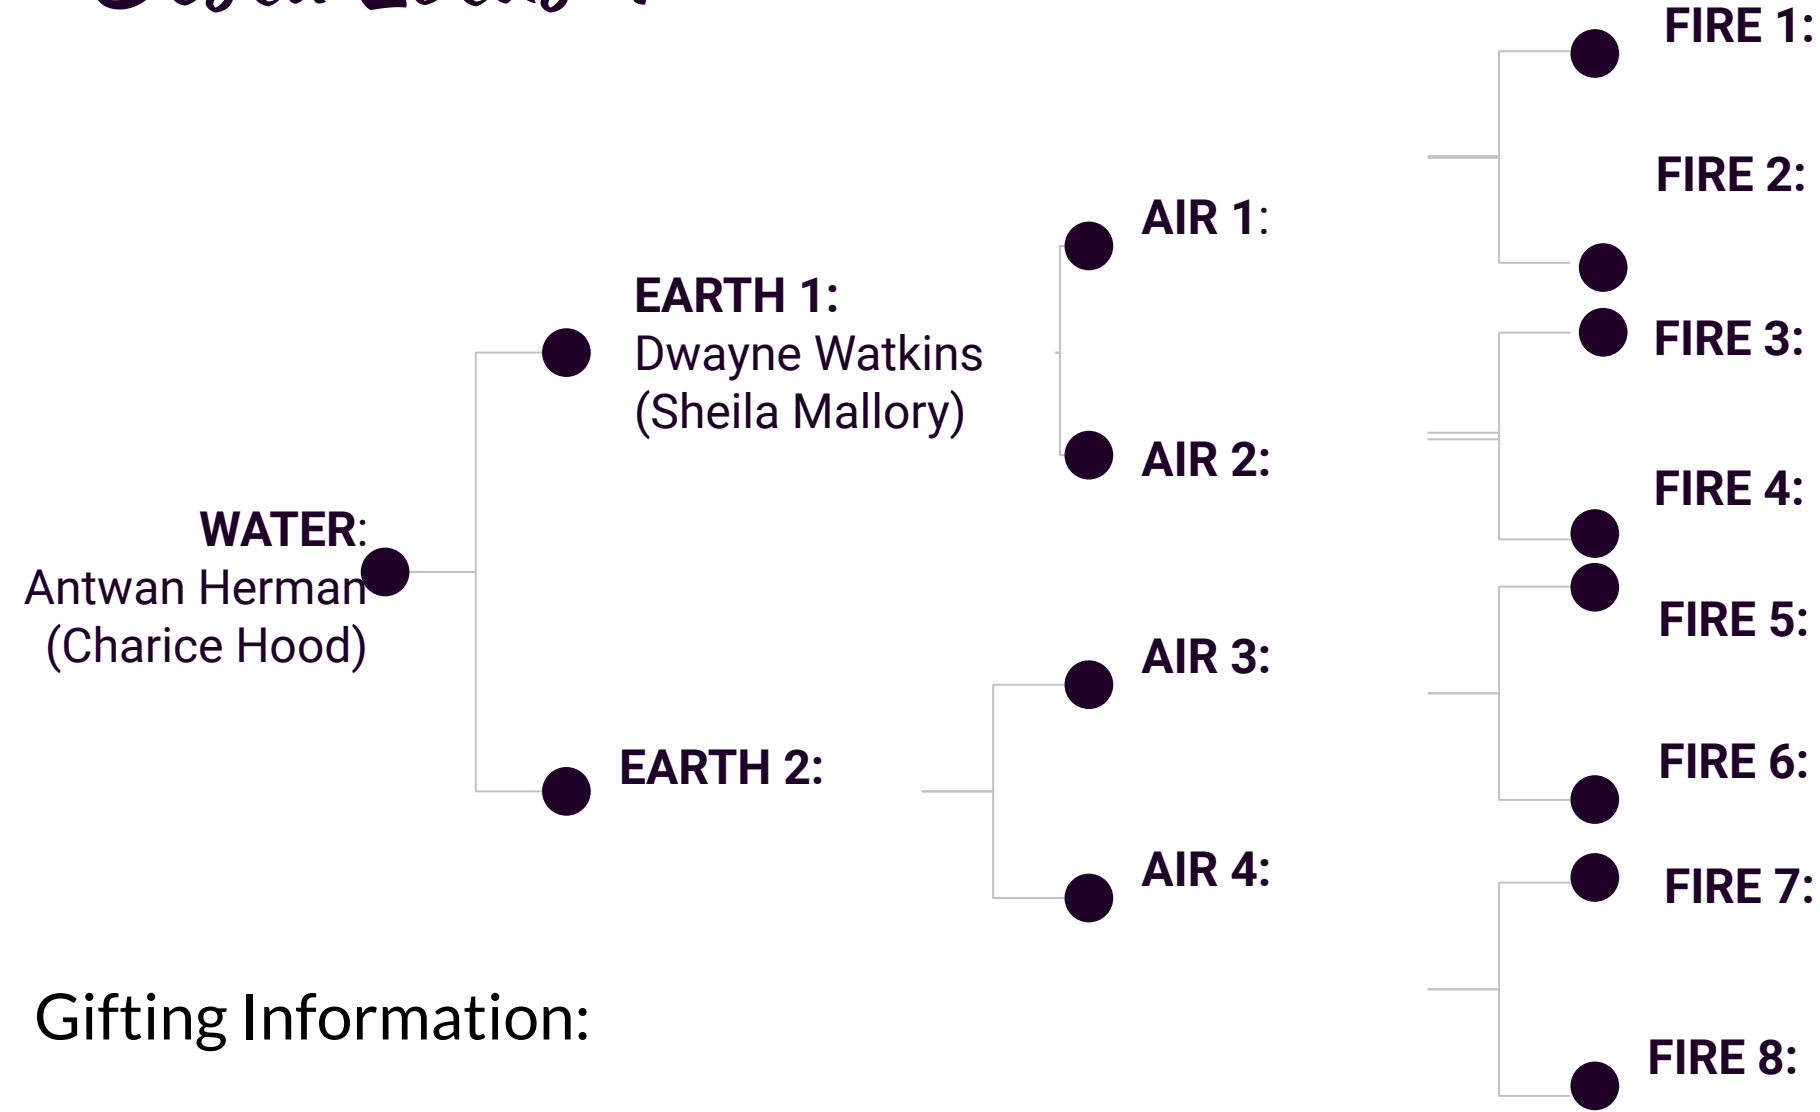 WATER:
Antwan Herman
(Charice Hood)
EARTH 1:
Dwayne Watkins
(Sheila Mallory)
EARTH 2:
AIR 1:
AIR 2:
AIR 3:
AIR 4:
FIRE 1:
FIRE 2:
FIRE 3:
FIRE 4:
FIRE 5:
FIRE 6:
FIRE 7:
FIRE 8:
Gifting Information: